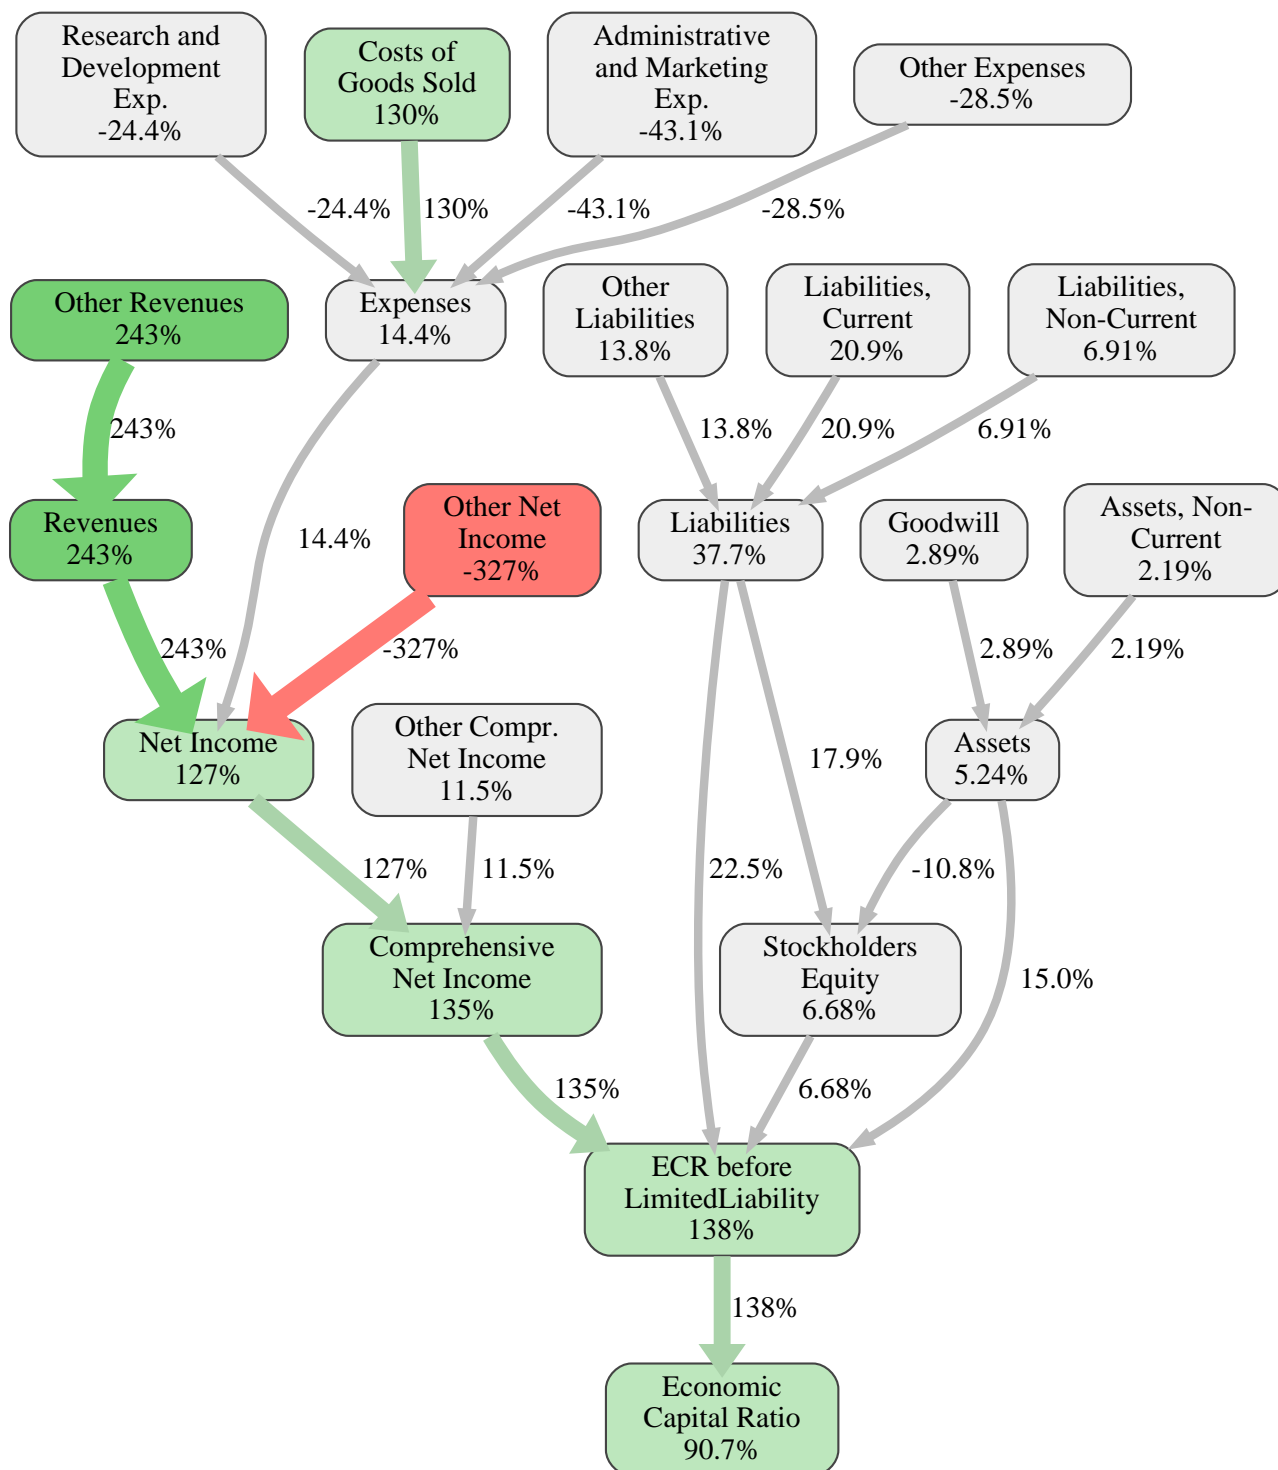 Research and
Development
Exp.
-24.4%
Costs of
Goods Sold
130%
Administrative
and Marketing
Exp.
-43.1%
Other Expenses
-28.5%
-24.4%
130%
-43.1%
-28.5%
Other Revenues
243%
Expenses
14.4%
Other
Liabilities
13.8%
Liabilities,
Current
20.9%
Liabilities,
Non-Current
6.91%
243%
13.8%
20.9%
6.91%
Revenues
243%
14.4%
Other Net
Income
-327%
Liabilities
37.7%
Goodwill
2.89%
Assets, Non-
Current
2.19%
243%
-327%
2.89%
2.19%
Net Income
127%
Other Compr.
Net Income
11.5%
17.9%
Assets
5.24%
127%
11.5%
22.5%
-10.8%
Comprehensive
Net Income
135%
Stockholders
Equity
6.68%
15.0%
135%
6.68%
ECR before
LimitedLiability
138%
138%
Economic
Capital Ratio
90.7%